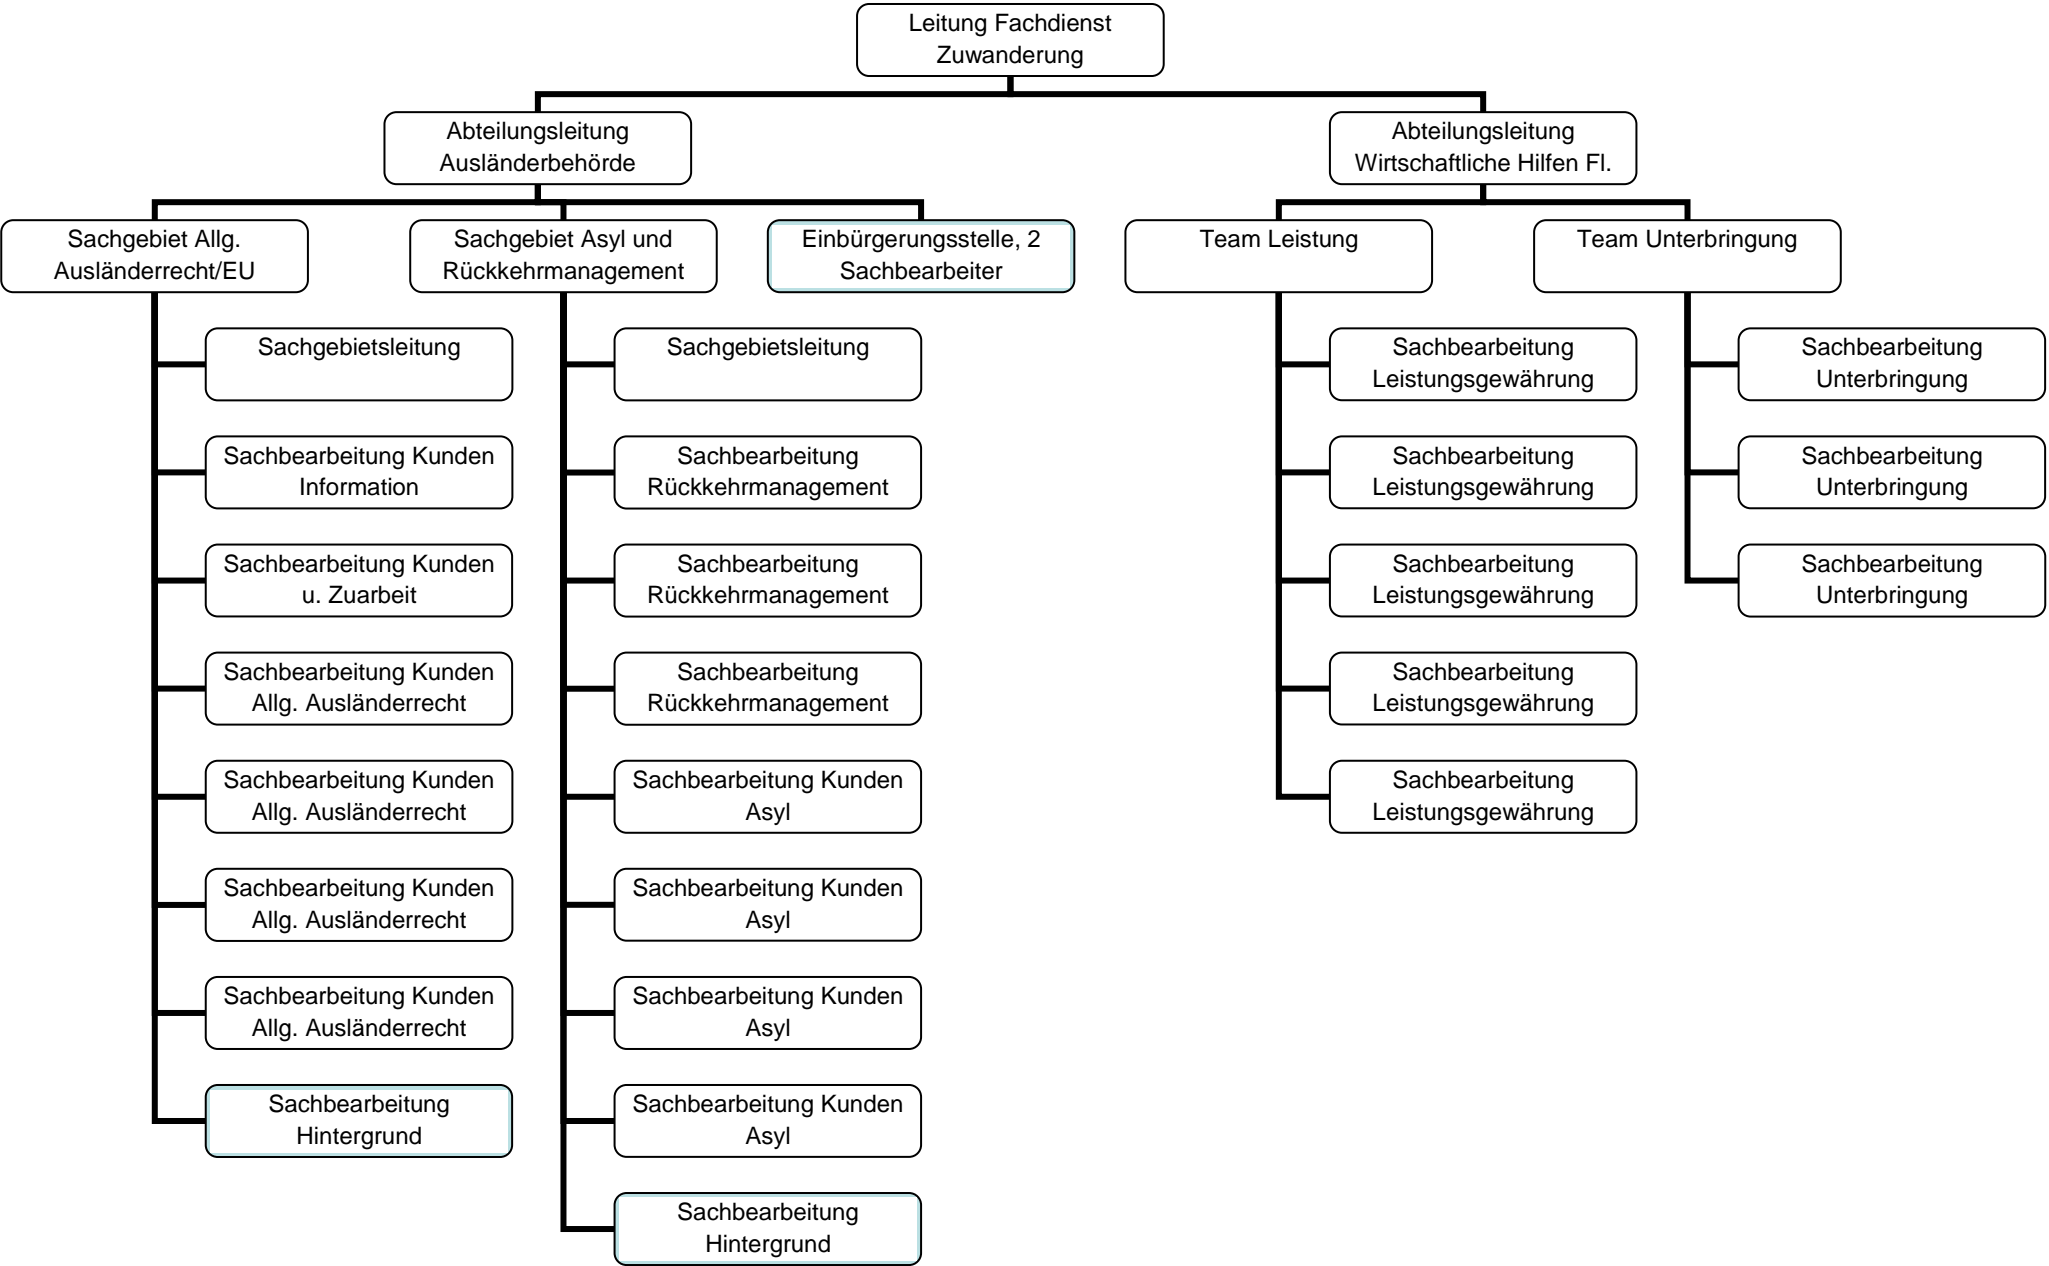 Leitung Fachdienst
Zuwanderung
Abteilungsleitung
Ausländerbehörde
Abteilungsleitung
Wirtschaftliche Hilfen Fl.
Sachgebiet Allg.
Ausländerrecht/EU
Sachgebiet Asyl und
Rückkehrmanagement
Einbürgerungsstelle, 2
Sachbearbeiter
Team Leistung
Team Unterbringung
Sachgebietsleitung
Sachbearbeitung Kunden
Information
Sachbearbeitung Kunden
u. Zuarbeit
Sachbearbeitung Kunden
Allg. Ausländerrecht
Sachbearbeitung Kunden
Allg. Ausländerrecht
Sachbearbeitung Kunden
Allg. Ausländerrecht
Sachbearbeitung Kunden
Allg. Ausländerrecht
Sachbearbeitung
Hintergrund
Sachgebietsleitung
Sachbearbeitung
Rückkehrmanagement
Sachbearbeitung
Rückkehrmanagement
Sachbearbeitung
Rückkehrmanagement
Sachbearbeitung Kunden
Asyl
Sachbearbeitung Kunden
Asyl
Sachbearbeitung Kunden
Asyl
Sachbearbeitung Kunden
Asyl
Sachbearbeitung
Hintergrund
Sachbearbeitung
Leistungsgewährung
Sachbearbeitung
Leistungsgewährung
Sachbearbeitung
Leistungsgewährung
Sachbearbeitung
Leistungsgewährung
Sachbearbeitung
Leistungsgewährung
Sachbearbeitung
Unterbringung
Sachbearbeitung
Unterbringung
Sachbearbeitung
Unterbringung